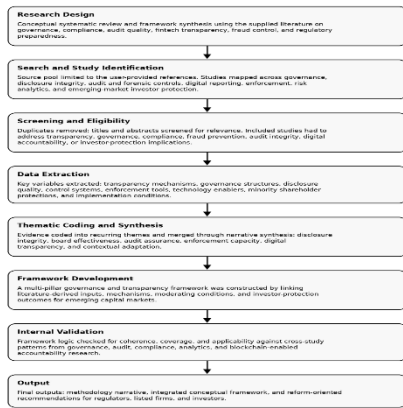 Research Design
Conceptual systematic review and framework synthesis using the supplied literature on
governance, compliance, audit quality, fintech transparency, fraud control, and regulatory
preparedness.
Search and Study Identification
Source pool limited to the user-provided references. Studies mapped across governance,
disclosure integrity, audit and forensic controls, digital reporting, enforcement, risk
analytics, and emerging-market investor protection.
Screening and Eligibility
Duplicates removed; titles and abstracts screened for relevance. Included studies had to
address transparency, governance, compliance, fraud prevention, audit integrity, digital
accountability, or investor-protection implications.
Data Extraction
Key variables extracted: transparency mechanisms, governance structures, disclosure
quality, control systems, enforcement tools, technology enablers, minority shareholder
protections, and implementation conditions.
Thematic Coding and Synthesis
Evidence coded into recurring themes and merged through narrative synthesis: disclosure
integrity, board effectiveness, audit assurance, enforcement capacity, digital
transparency, and contextual adaptation.
Framework Development
A multi-pillar governance and transparency framework was constructed by linking
literature-derived inputs, mechanisms, moderating conditions, and investor-protection
outcomes for emerging capital markets.
Internal Validation
Framework logic checked for coherence, coverage, and applicability against cross-study
patterns from governance, audit, compliance, analytics, and blockchain-enabled
accountability research.
Output
Final outputs: methodology narrative, integrated conceptual framework, and reform-oriented
recommendations for regulators, listed firms, and investors.